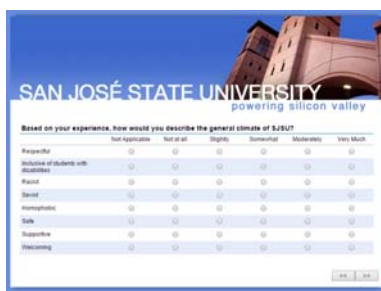 SAN JOSÉ STATE UNIVERSITY
powering silicon valley
Based on your experience, how would you describe the general climate of SJSU?
Not Applicable Not at all Slightly Somewhat Moderately Very Much
Respectful
Inclusive of students with
disabilities
Racist
Sexist
Homophobic
Safe
Supportive
Welcoming
<< >>